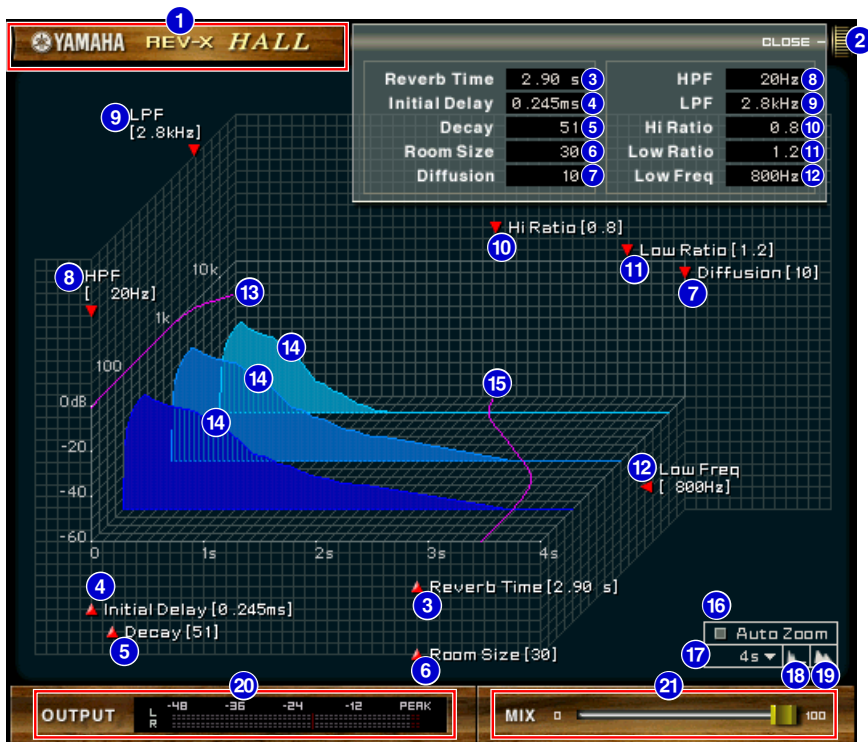 1
YAMAHA REV-X HALL
CLOSE
2
Reverb Time 2.90 s 3
HPF 20Hz 8
Initial Delay 0.245ms 4
LPF 2.8kHz 9
Decay 51 5
Hi Ratio 0.8 10
Room Size 30 6
Low Ratio 1.2 11
Diffusion 10 7
Low Freq 800Hz 12
9 LPF
[2.8kHz]
Hi Ratio [0.8]
10
Low Ratio [1.2]
11
Diffusion [10]
7
8 HPF
[ 20Hz]
10k
13
1k
100
14
14
14
15
0dB
-20
-40
-60
12 Low Freq
[ 800Hz]
0
1s
2s
3s
4s
4
Initial Delay [0.245ms]
Decay [51]
5
Reverb Time [2.90 s]
3
Room Size [30]
6
16
Auto Zoom
17
4s
18
19
20
OUTPUT
L
R
-48 -36 -24 -12 PEAK
21
MIX 0 100